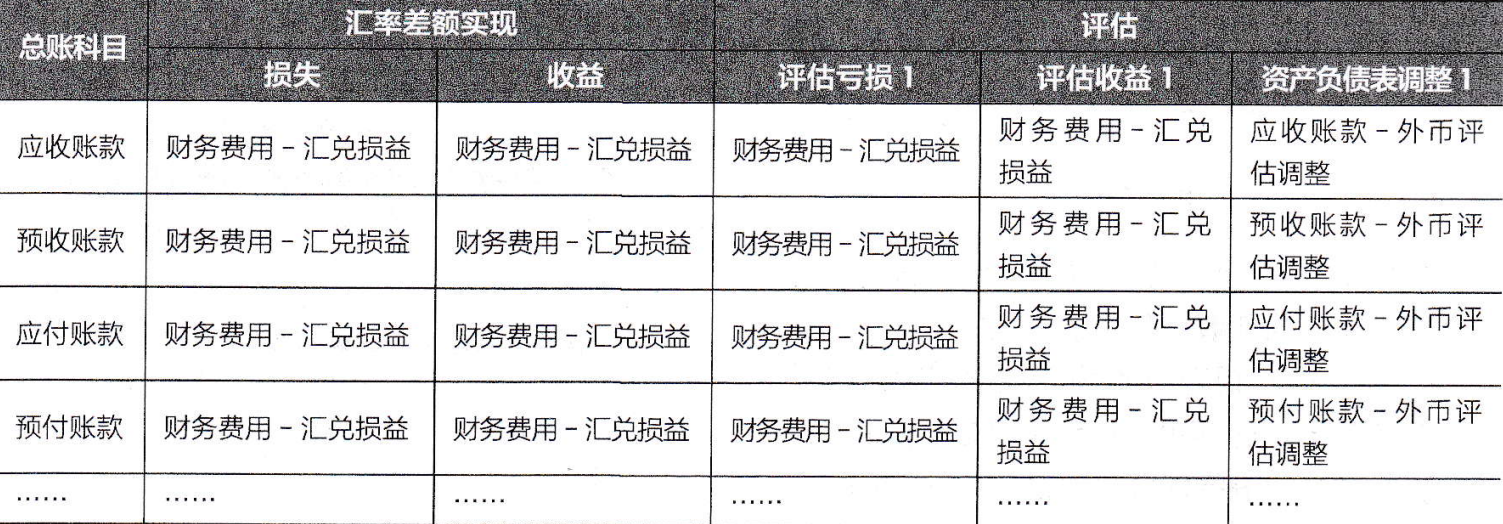 总账科目 汇率差额实现 评估
损失 收益 评估亏损 1 评估收益 1 资产负债表调整 1
应收账款 财务费用－汇兑损益 财务费用－汇兑损益 财务费用－汇兑损益 财务费用－汇兑损益 应收账款－外币评估调整
预收账款 财务费用－汇兑损益 财务费用－汇兑损益 财务费用－汇兑损益 财务费用－汇兑损益 预收账款－外币评估调整
应付账款 财务费用－汇兑损益 财务费用－汇兑损益 财务费用－汇兑损益 财务费用－汇兑损益 应付账款－外币评估调整
预付账款 财务费用－汇兑损益 财务费用－汇兑损益 财务费用－汇兑损益 财务费用－汇兑损益 预付账款－外币评估调整
…… …… …… …… …… ……